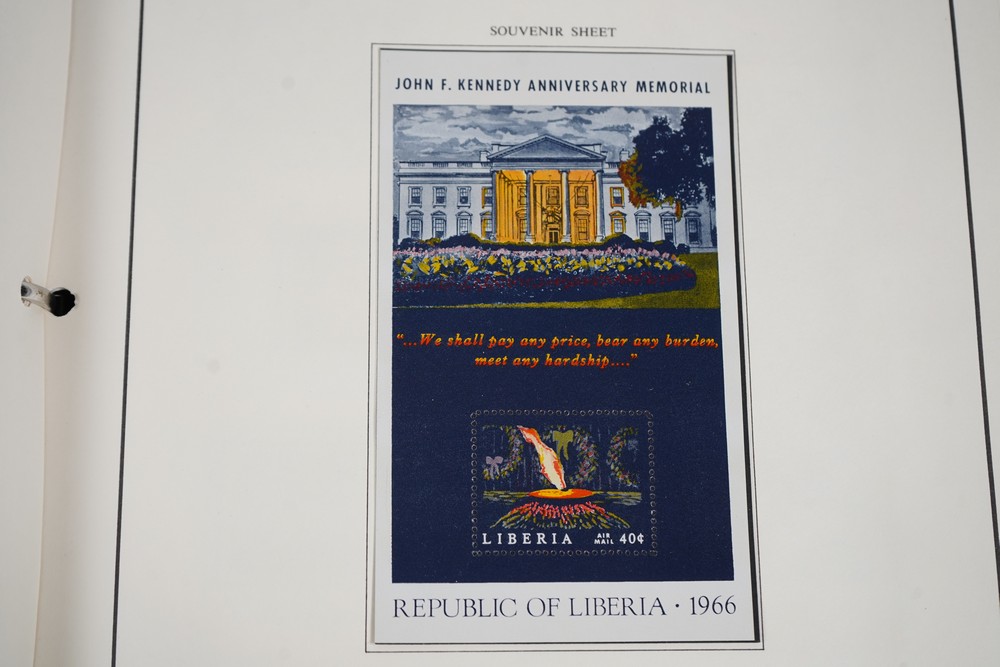 SOUVENIR SHEET
JOHN F. KENNEDY ANNIVERSARY MEMORIAL
“...We shall pay any price, bear any burden,
meet any hardship....”
LIBERIA AIR MAIL 40¢
REPUBLIC OF LIBERIA · 1966